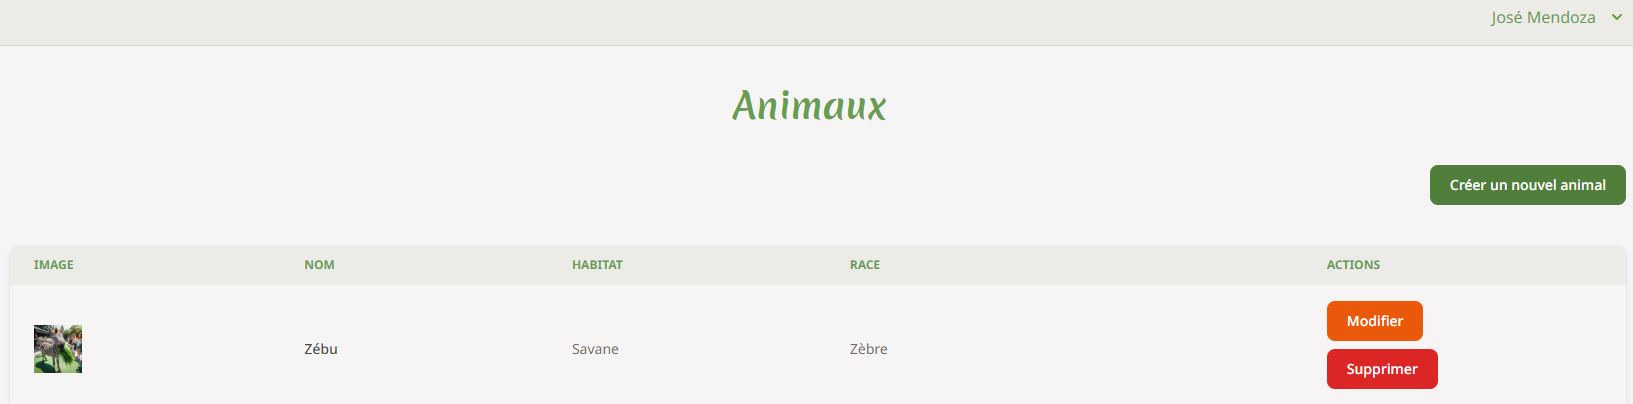 José Mendoza
Animaux
Créer un nouvel animal
IMAGE NOM HABITAT RACE ACTIONS
Modifier
Zébu Savane Zèbre
Supprimer